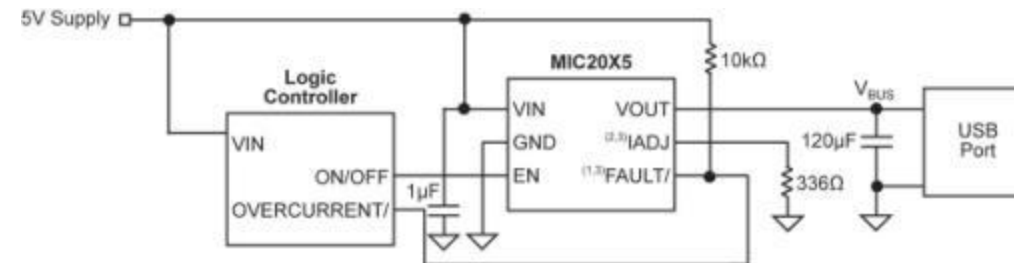 5V Supply
Logic
Controller
VIN
ON/OFF
OVERCURRENT/
1µF
MIC20X5
VIN
GND
EN
VOUT
(2,3)IADJ
(1,3)FAULT/
10kΩ
336Ω
VBUS
120µF
USB
Port